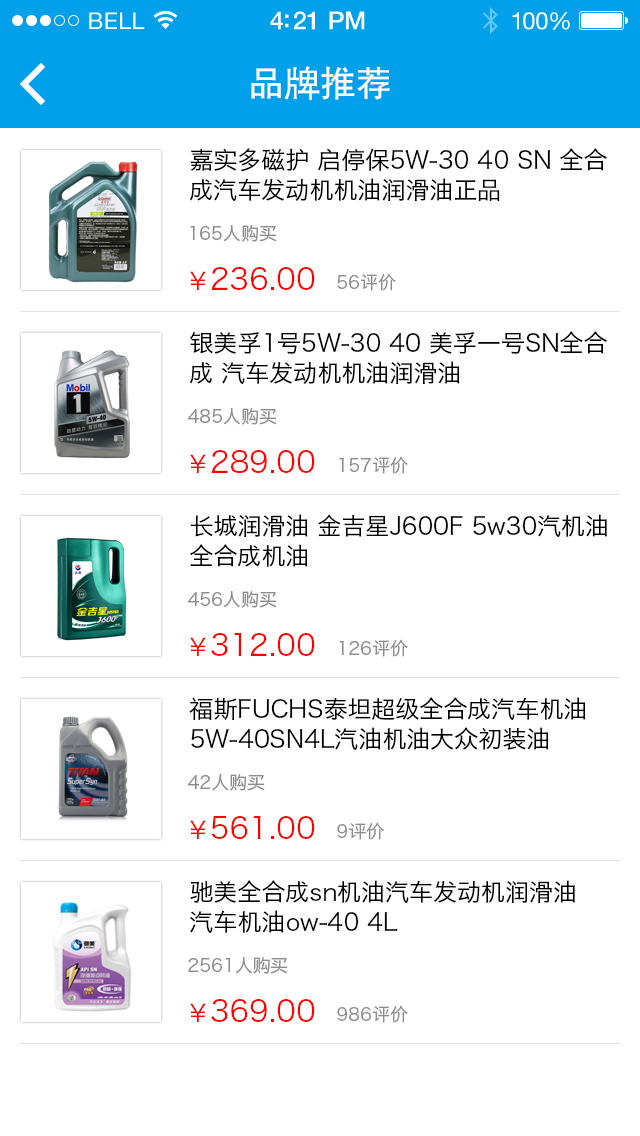 BELL 4:21 PM 100%
品牌推荐
嘉实多磁护 启停保5W-30 40 SN 全合
成汽车发动机机油润滑油正品
165人购买
¥236.00 56评价
Mobil
1
5W-40
银美孚1号5W-30 40 美孚一号SN全合
成 汽车发动机机油润滑油
485人购买
¥289.00 157评价
金吉星
J600
长城润滑油 金吉星J600F 5w30汽机油
全合成机油
456人购买
¥312.00 126评价
TITAN
SuperSyn
福斯FUCHS泰坦超级全合成汽车机油
5W-40SN4L汽油机油大众初装油
42人购买
¥561.00 9评价
驰美
API SN
驰美全合成sn机油汽车发动机润滑油
汽车机油ow-40 4L
2561人购买
¥369.00 986评价